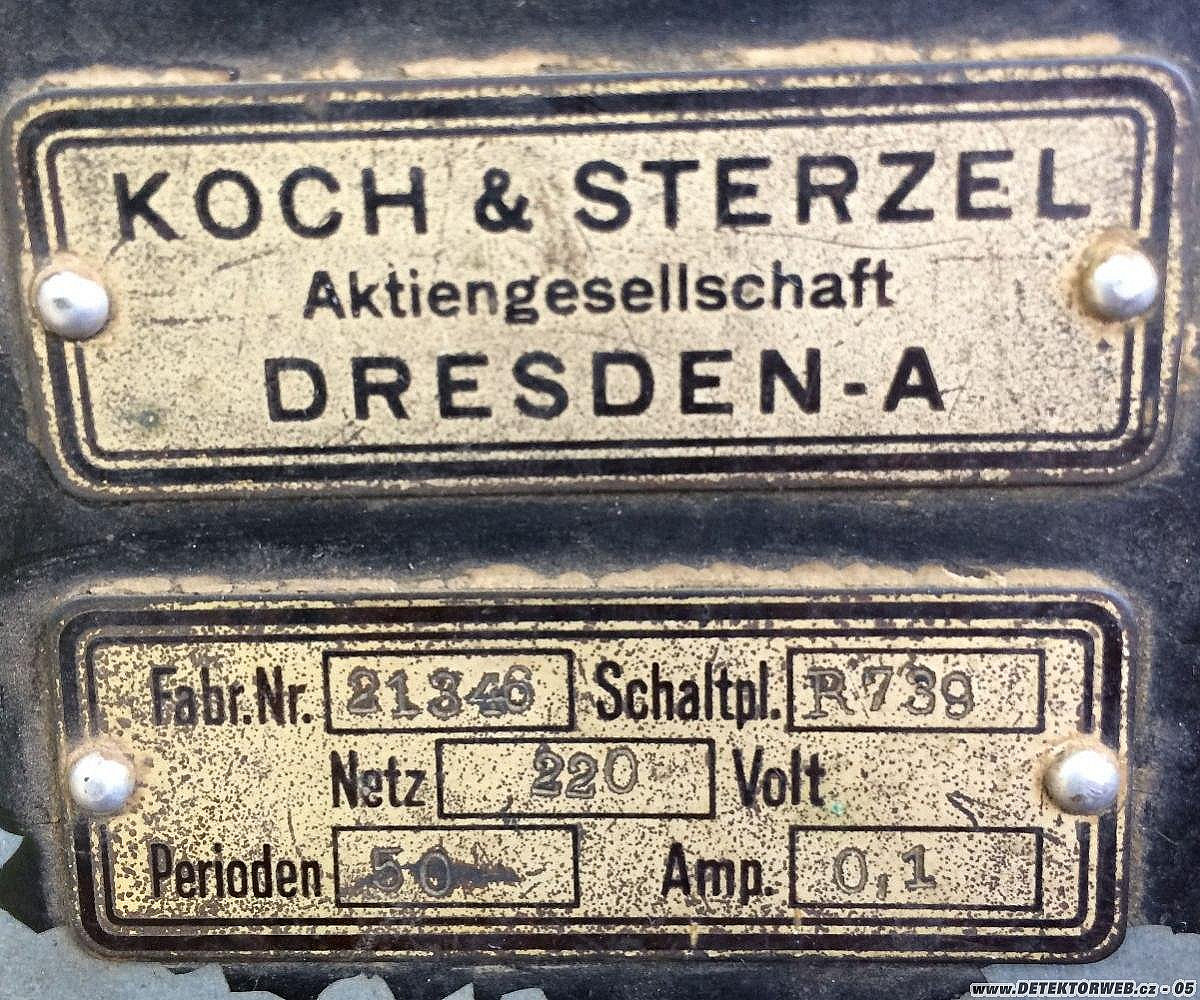 KOCH & STERZEL
Aktiengesellschaft
DRESDEN-A
Fabr.Nr. 21346 Schaltpl. R739
Netz 220 Volt
Perioden 50 Amp. 0,1
www.DETEKTORWEB.cz - 05